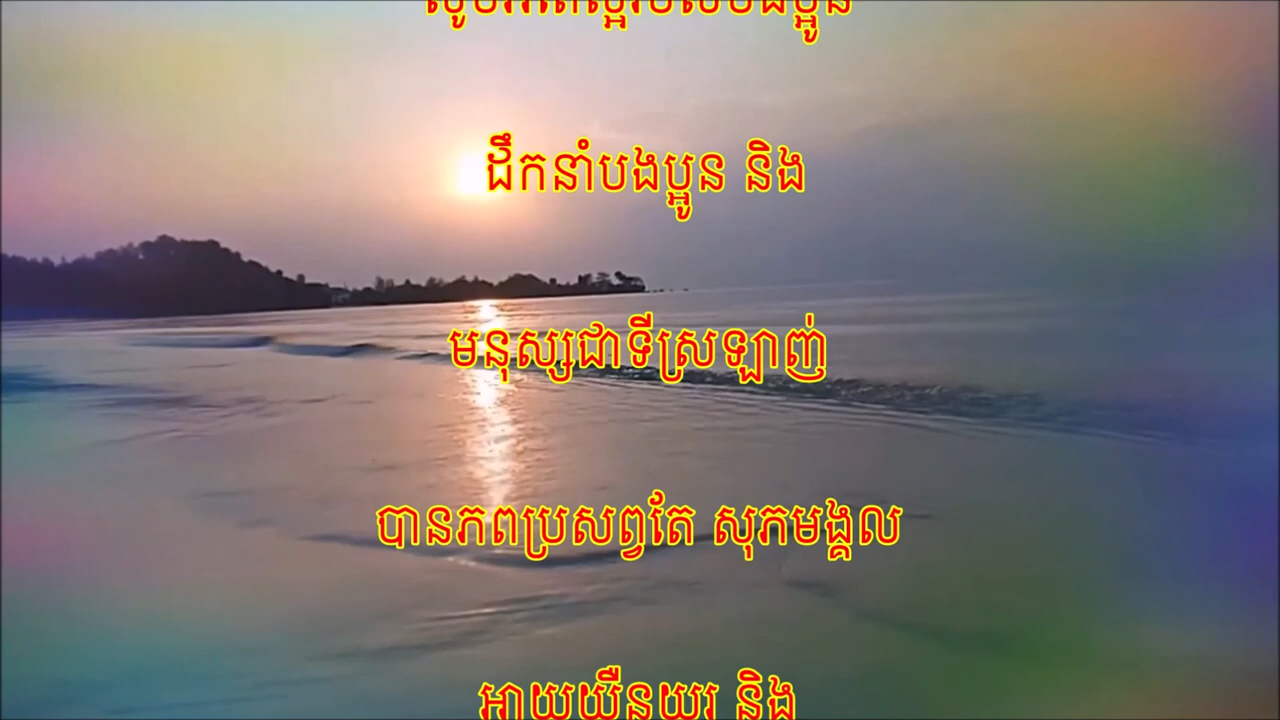 ដឹកនាំបងប្អូន និង
មនុស្សជាទីស្រឡាញ់
បានភពប្រសព្វតែ សុភមង្គល
អាយុយឺនយូរ និង